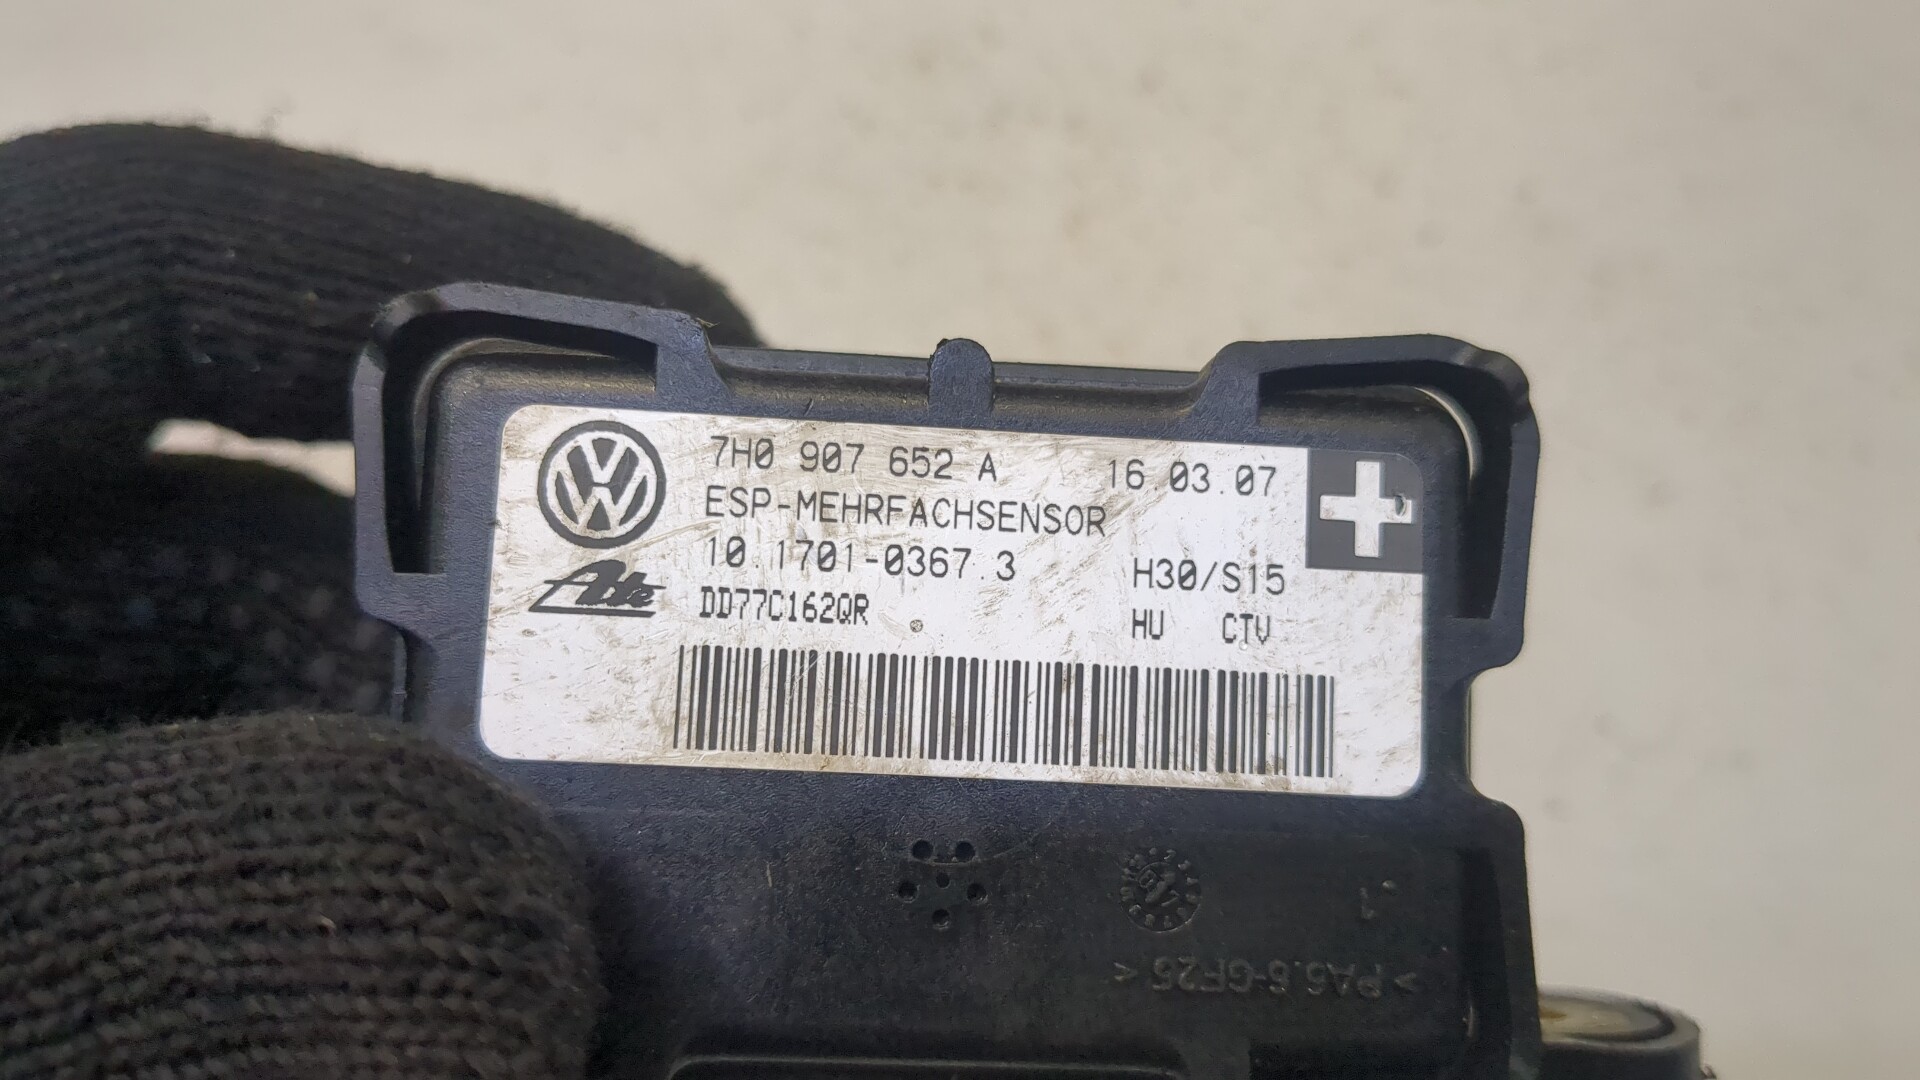 7H0 907 652 A 16.03.07
ESP-MEHRFACHSENSOR
10.1701-0367.3 H30/S15
Ate DD77C162QR HU CTV
>PA6.6-GF25<